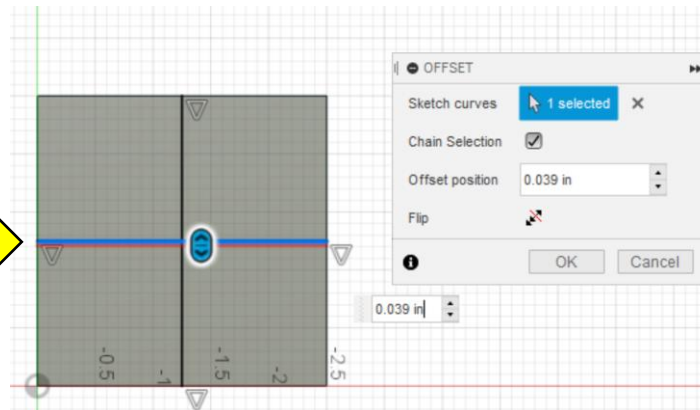 OFFSET
Sketch curves
1 selected
Chain Selection
Offset position
0.039 in
Flip
OK
Cancel
0.039 in
-0.5
-1
-1.5
-2
-2.5